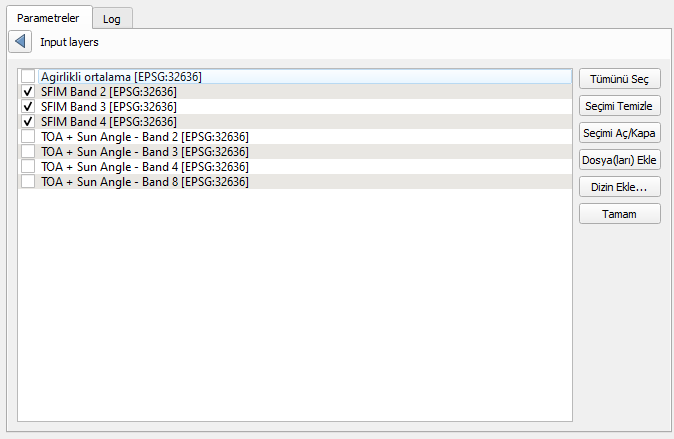 Parametreler
Log
Input layers
Agirlikli ortalama [EPSG:32636]
SFIM Band 2 [EPSG:32636]
SFIM Band 3 [EPSG:32636]
SFIM Band 4 [EPSG:32636]
TOA + Sun Angle - Band 2 [EPSG:32636]
TOA + Sun Angle - Band 3 [EPSG:32636]
TOA + Sun Angle - Band 4 [EPSG:32636]
TOA + Sun Angle - Band 8 [EPSG:32636]
Tümünü Seç
Seçimi Temizle
Seçimi Aç/Kapa
Dosya(ları) Ekle
Dizin Ekle...
Tamam